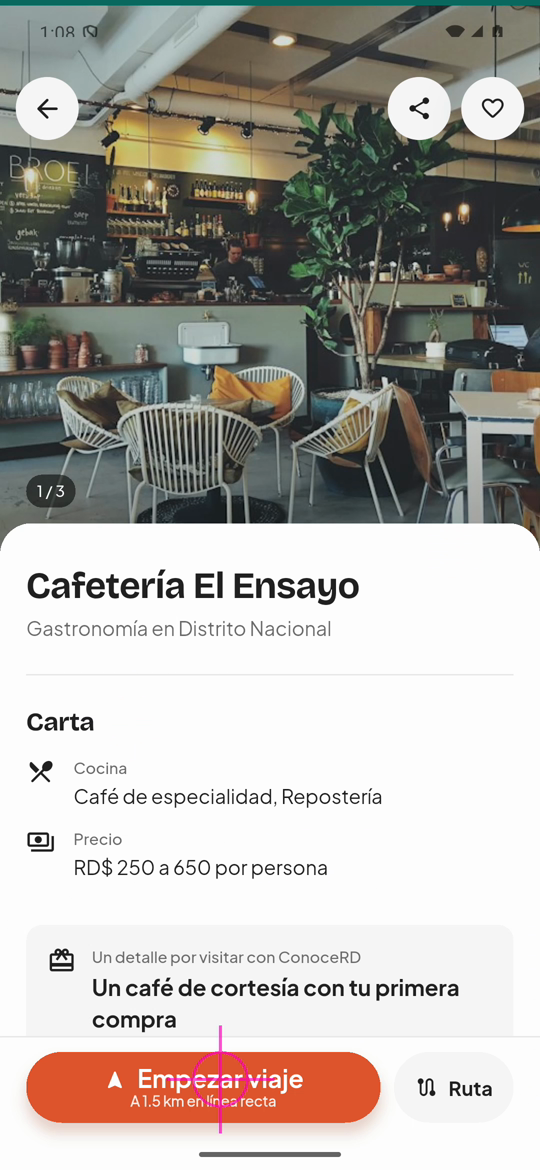 1:08
BROEI
gebak
1/3
Cafetería El Ensayo
Gastronomía en Distrito Nacional
Carta
Cocina
Café de especialidad, Repostería
Precio
RD$ 250 a 650 por persona
Un detalle por visitar con ConoceRD
Un café de cortesía con tu primera
compra
Empezar viaje
A 1.5 km en línea recta
Ruta